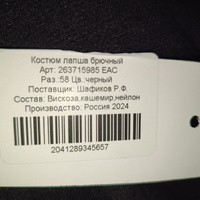 Костюм лапша брючный
Арт: 263715985 EAC
Раз.:58 Цв.:черный
Поставщик: Шафиков Р.Ф.
Состав: Вискоза,кашемир,нейлон
Производство: Россия 2024
2041289345657